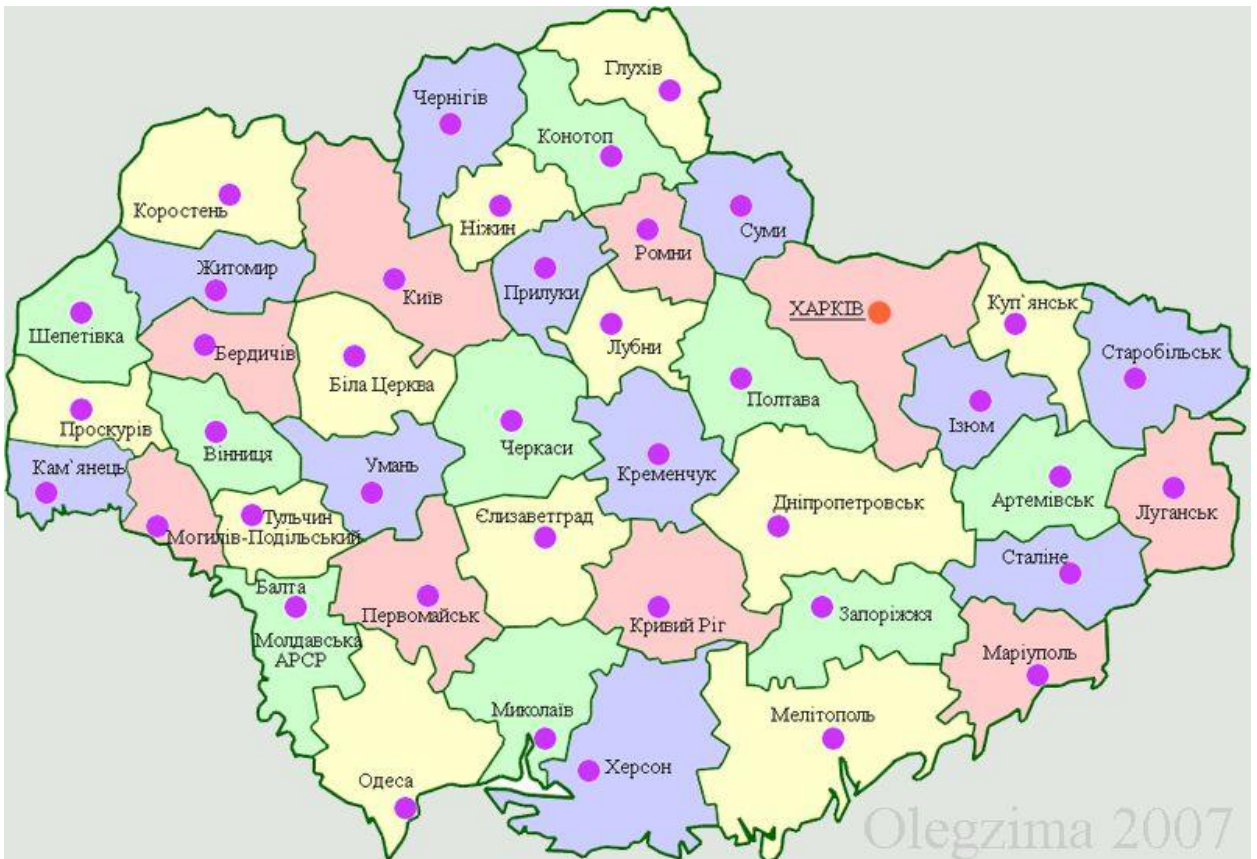 Глухів
Чернігів
Конотоп
Коростень
Ніжин
Ромни
Суми
Житомир
Київ
Прилуки
ХАРКІВ
Куп`янськ
Шепетівка
Бердичів
Лубни
Старобільськ
Біла Церква
Полтава
Проскурів
Вінниця
Черкаси
Ізюм
Кам`янець
Умань
Кременчук
Артемівськ
Луганськ
Дніпропетровськ
Тульчин
Єлизаветград
Могилів-Подільський
Сталіне
Балта
Первомайськ
Кривий Ріг
Запоріжжя
Молдавська
АРСР
Маріуполь
Миколаїв
Мелітополь
Херсон
Одеса
Olegzima 2007